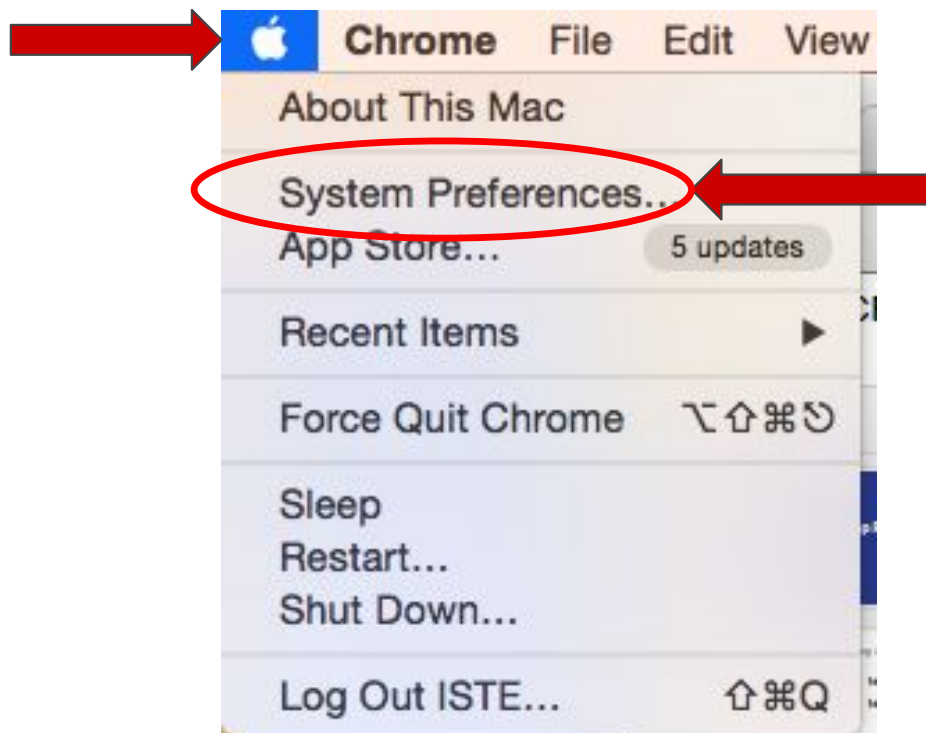 Chrome File Edit View
About This Mac
System Preferences...
App Store... 5 updates
Recent Items ▶
Force Quit Chrome ⌥⇧⌘⎋
Sleep
Restart...
Shut Down...
Log Out ISTE... ⇧⌘Q